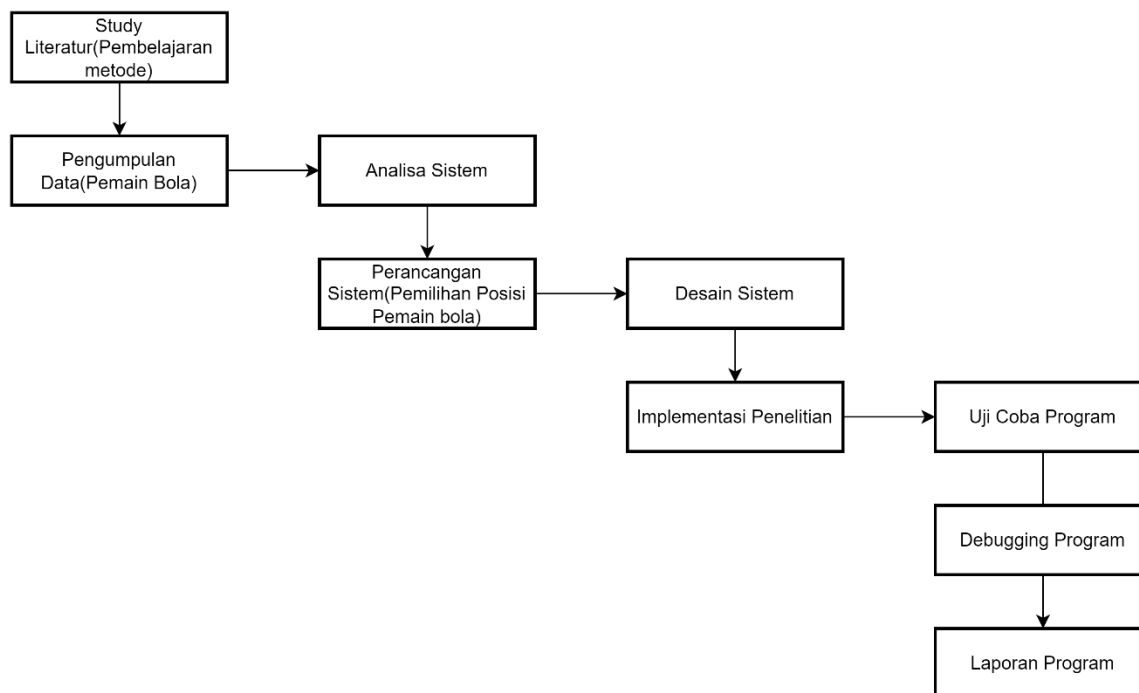 Study
Literatur(Pembelajaran
metode)
Pengumpulan
Data(Pemain Bola)
Analisa Sistem
Perancangan
Sistem(Pemilihan Posisi
Pemain bola)
Desain Sistem
Implementasi Penelitian
Uji Coba Program
Debugging Program
Laporan Program